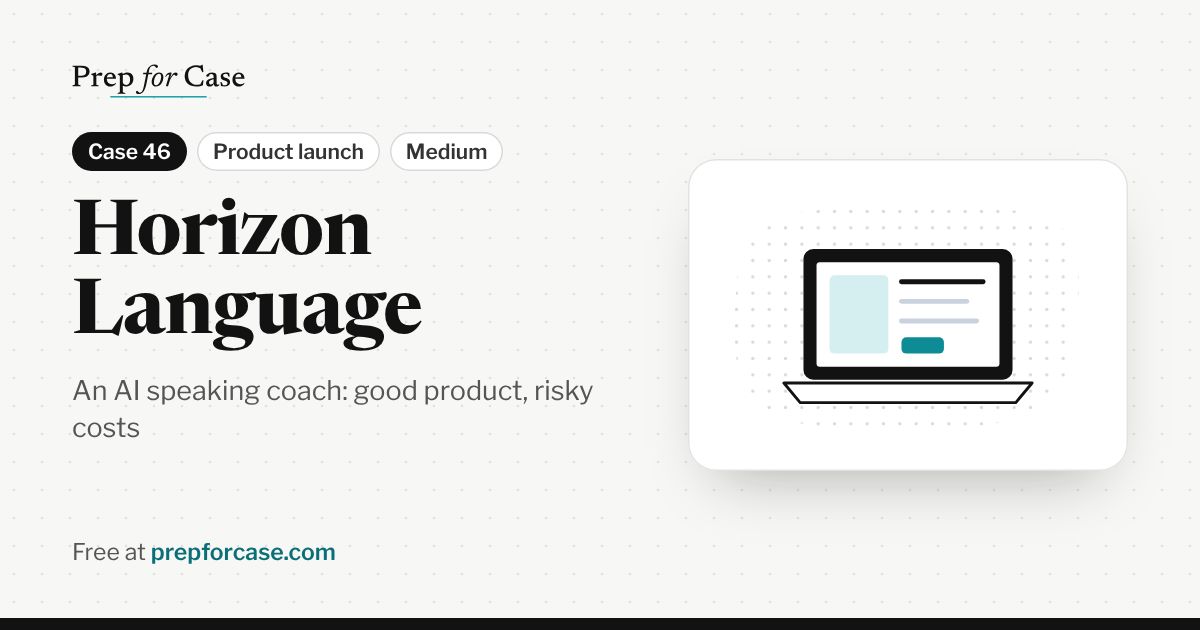 Prep for Case
Case 46 Product launch Medium
Horizon
Language
An AI speaking coach: good product, risky
costs
Free at prepforcase.com